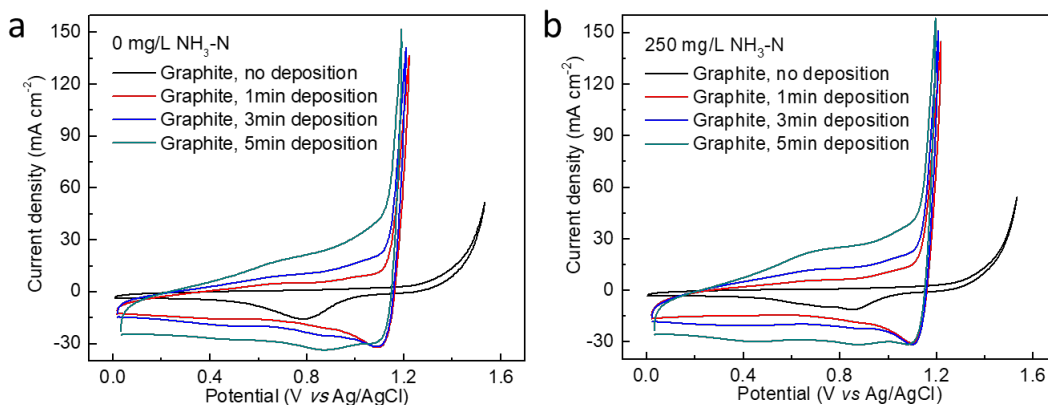 a
0 mg/L NH₃-N
Graphite, no deposition
Graphite, 1min deposition
Graphite, 3min deposition
Graphite, 5min deposition
150
120
90
60
30
0
-30
Current density (mA cm⁻²)
0.0 0.4 0.8 1.2 1.6
Potential (V vs Ag/AgCl)
b
250 mg/L NH₃-N
Graphite, no deposition
Graphite, 1min deposition
Graphite, 3min deposition
Graphite, 5min deposition
150
120
90
60
30
0
-30
Current density (mA cm⁻²)
0.0 0.4 0.8 1.2 1.6
Potential (V vs Ag/AgCl)